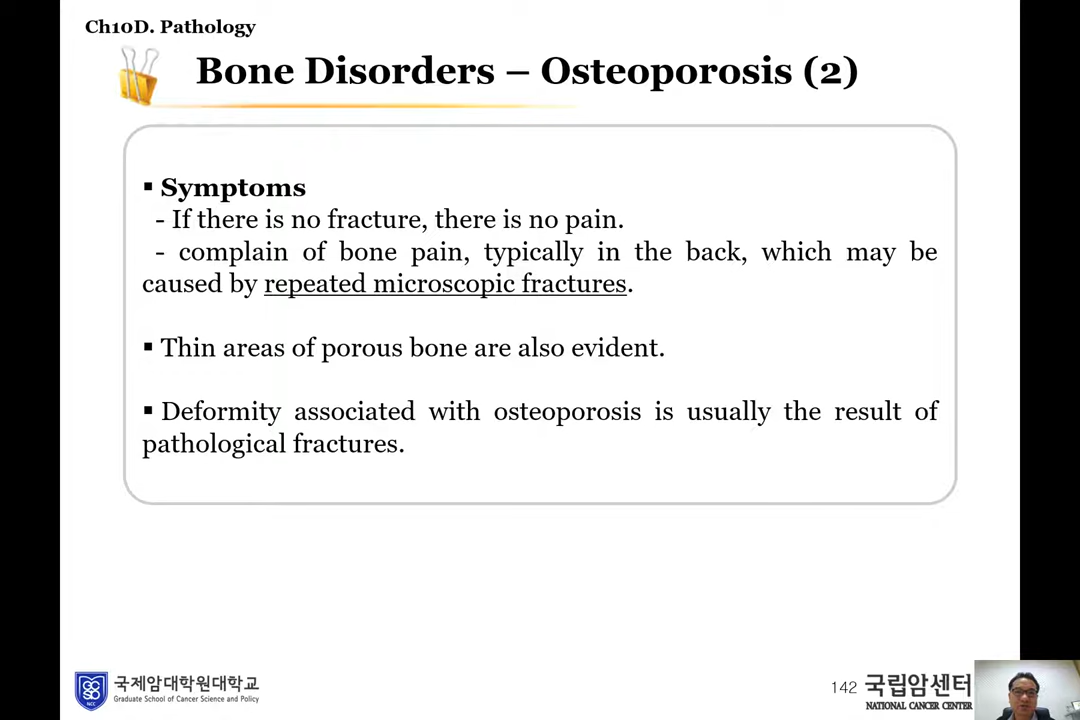 Ch10D. Pathology
Bone Disorders – Osteoporosis (2)
▪ Symptoms
- If there is no fracture, there is no pain.
- complain of bone pain, typically in the back, which may be
caused by repeated microscopic fractures.
▪ Thin areas of porous bone are also evident.
▪ Deformity associated with osteoporosis is usually the result of
pathological fractures.
국제암대학원대학교
Graduate School of Cancer Science and Policy
NCC
142
국립암센터
NATIONAL CANCER CENTER